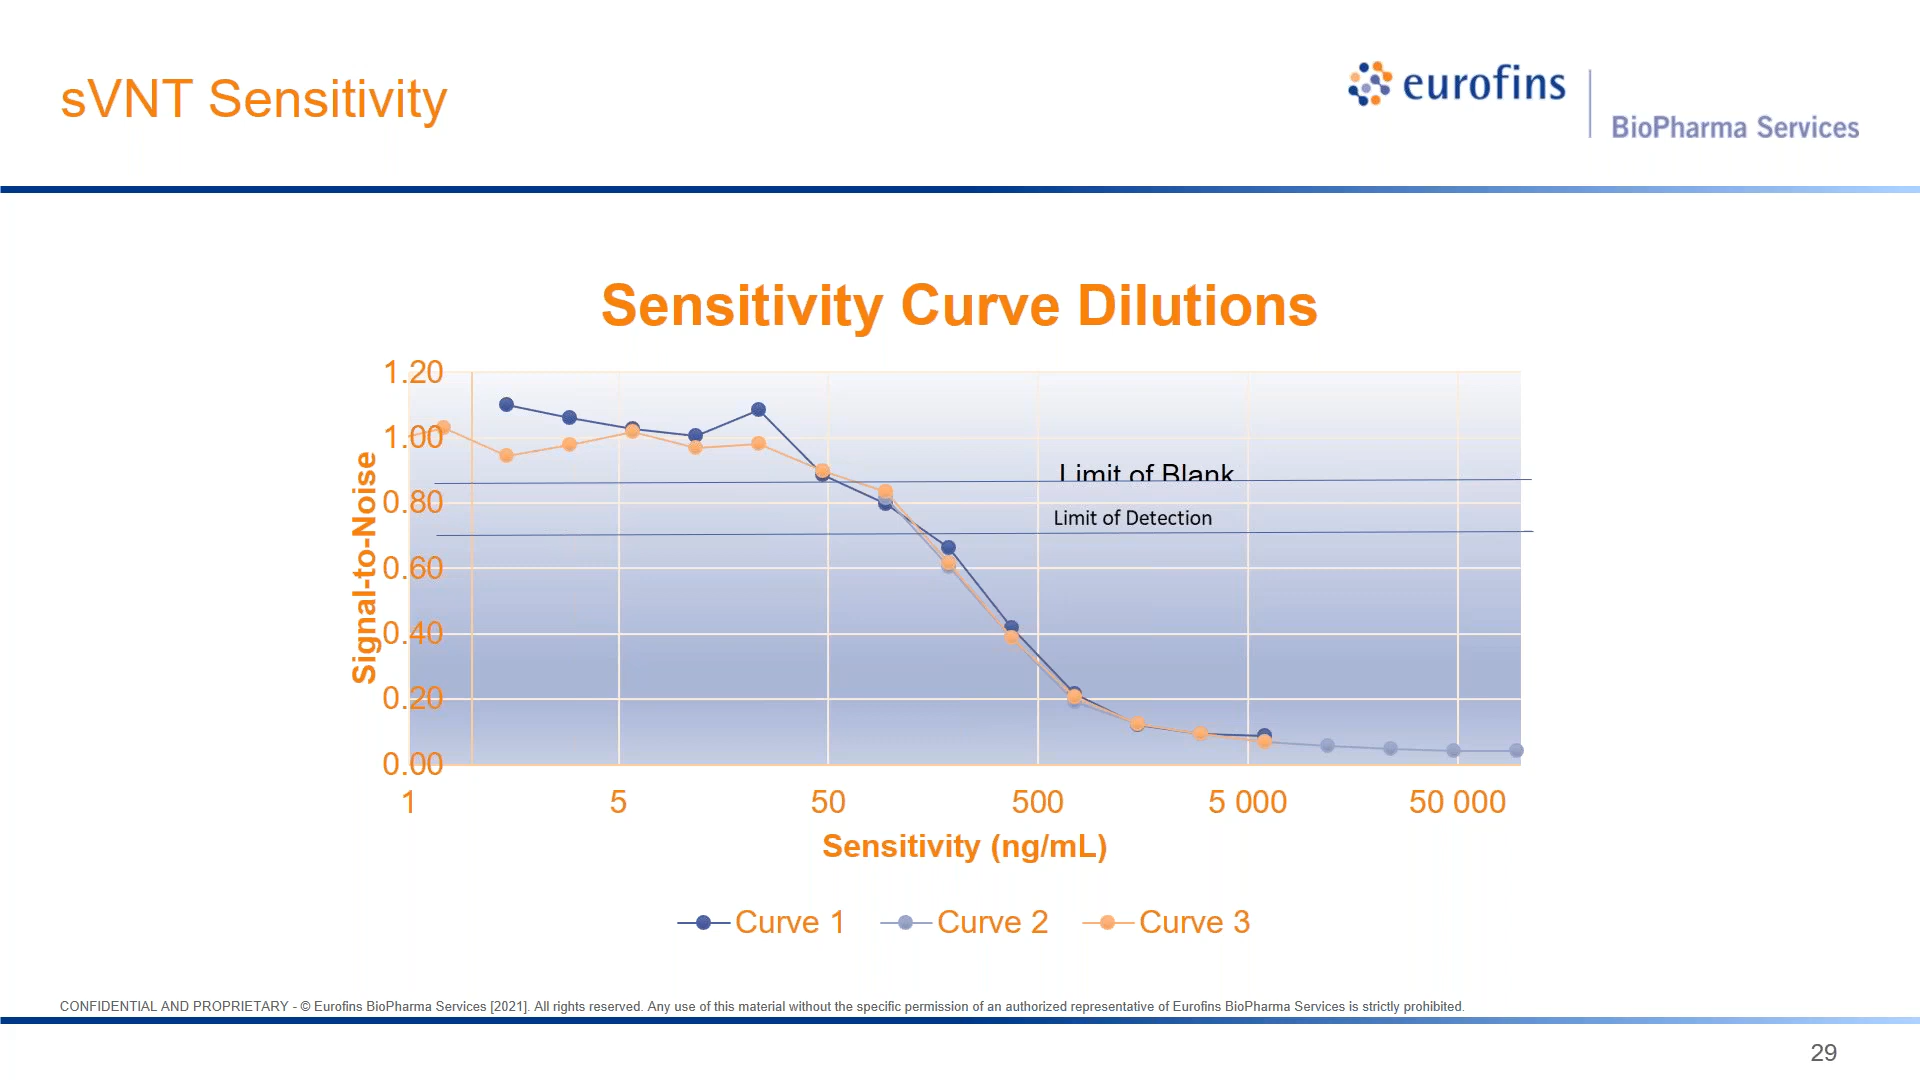 sVNT Sensitivity
eurofins
BioPharma Services
Sensitivity Curve Dilutions
1.20
1.00
0.80
0.60
0.40
0.20
0.00
Signal-to-Noise
Limit of Blank
Limit of Detection
1 5 50 500 5 000 50 000
Sensitivity (ng/mL)
Curve 1 Curve 2 Curve 3
CONFIDENTIAL AND PROPRIETARY - © Eurofins BioPharma Services [2021]. All rights reserved. Any use of this material without the specific permission of an authorized representative of Eurofins BioPharma Services is strictly prohibited.
29